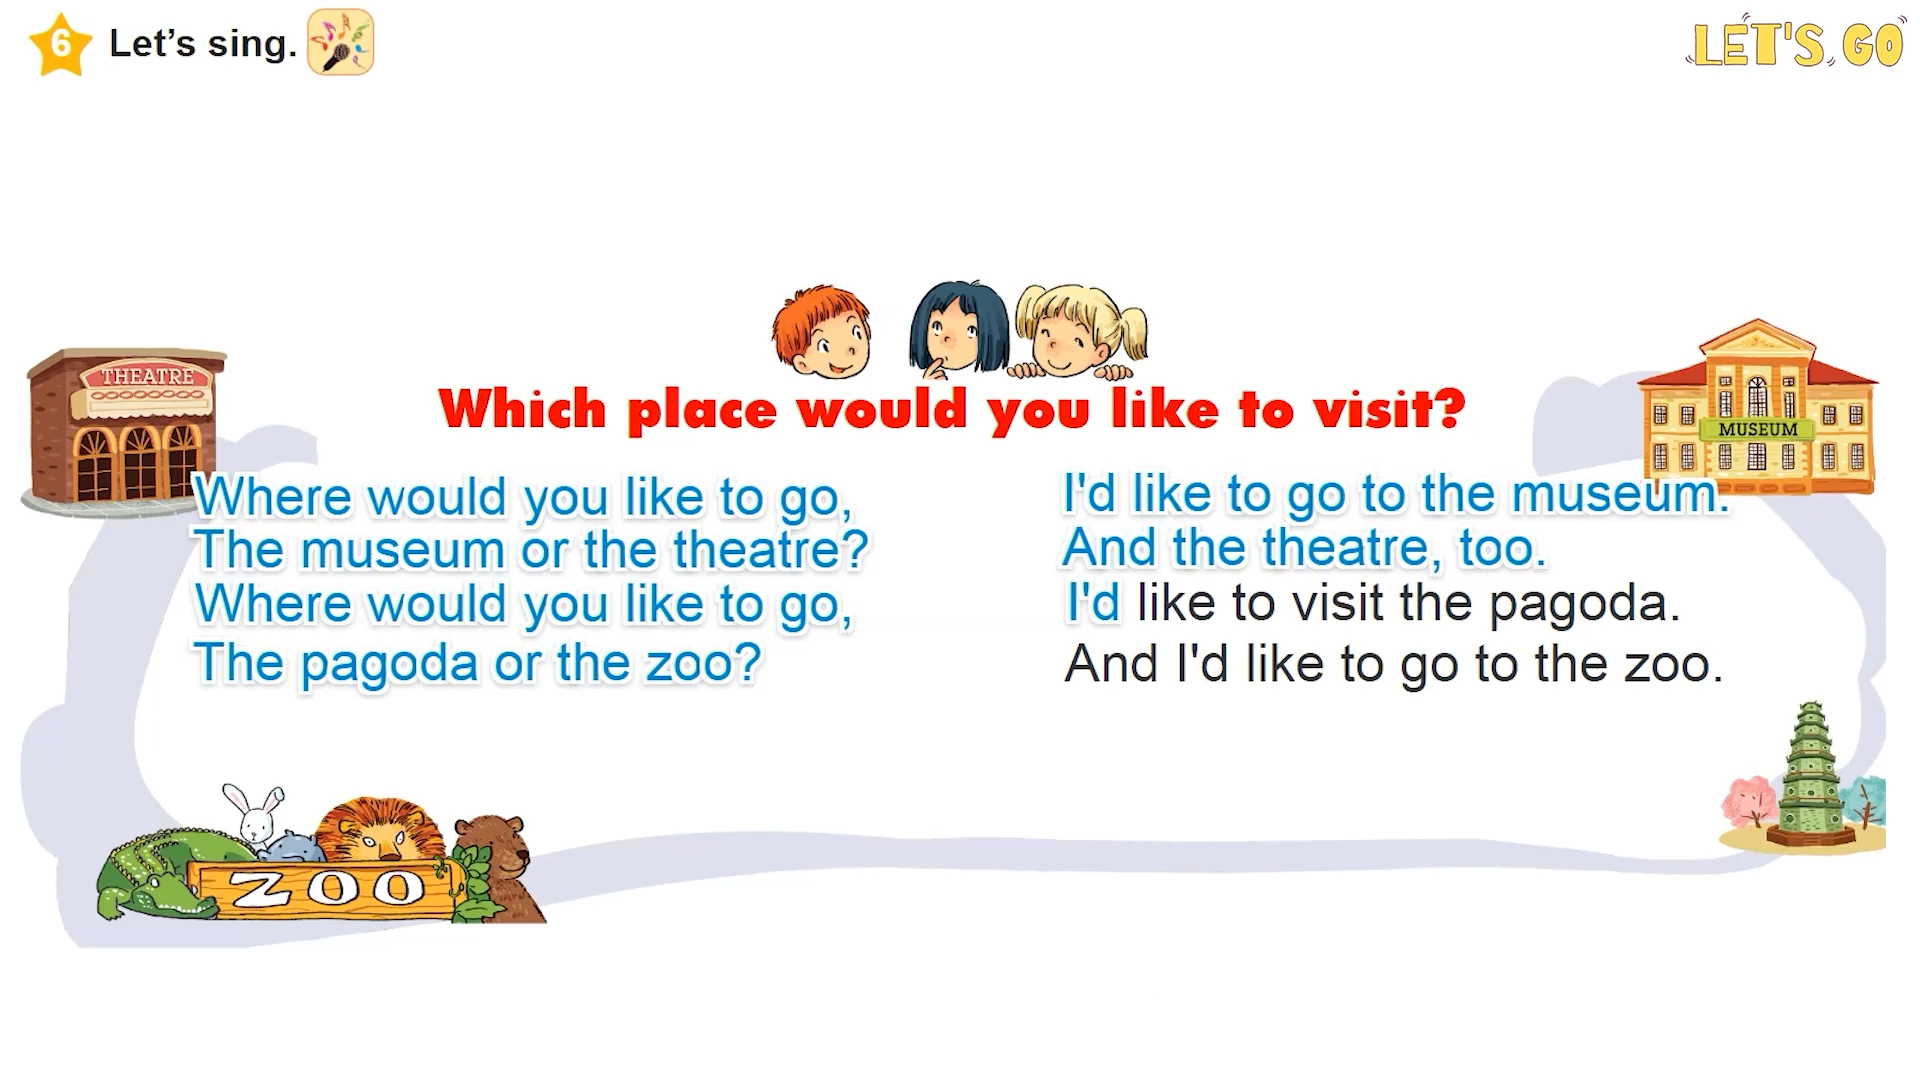 6 Let’s sing.
LET'S GO
THEATRE
MUSEUM
Which place would you like to visit?
Where would you like to go,
The museum or the theatre?
Where would you like to go,
The pagoda or the zoo?
I'd like to go to the museum.
And the theatre, too.
I'd like to visit the pagoda.
And I'd like to go to the zoo.
ZOO